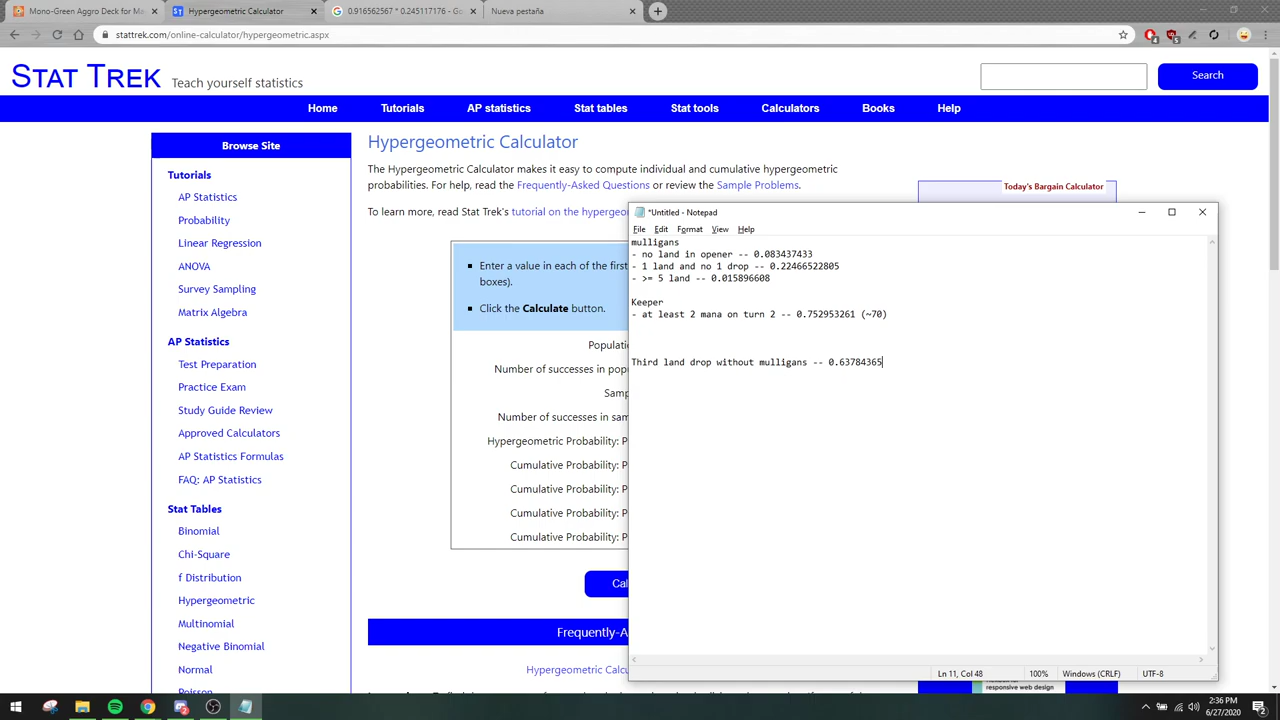 Mono-Green Aggro Deck for Ma
Hypergeometric Calculator
0.916562567 * 0.245117176 - Go
Nueva pestaña
stattrek.com/online-calculator/hypergeometric.aspx
STAT TREK Teach yourself statistics
Search
Home Tutorials AP statistics Stat tables Stat tools Calculators Books Help
Browse Site
Tutorials
AP Statistics
Probability
Linear Regression
ANOVA
Survey Sampling
Matrix Algebra
AP Statistics
Test Preparation
Practice Exam
Study Guide Review
Approved Calculators
AP Statistics Formulas
FAQ: AP Statistics
Stat Tables
Binomial
Chi-Square
f Distribution
Hypergeometric
Multinomial
Negative Binomial
Normal
Poisson
Hypergeometric Calculator
The Hypergeometric Calculator makes it easy to compute individual and cumulative hypergeometric
probabilities. For help, read the Frequently-Asked Questions or review the Sample Problems.
To learn more, read Stat Trek's tutorial on the hypergeo
Enter a value in each of the first
boxes).
Click the Calculate button.
Populati
Number of successes in pop
Samp
Number of successes in sam
Hypergeometric Probability: P
Cumulative Probability: P
Cumulative Probability: P
Cumulative Probability: P
Cumulative Probability: P
Cal
Frequently-A
Hypergeometric Calcu
Today's Bargain Calculator
*Untitled - Notepad
File Edit Format View Help
mulligans
- no land in opener -- 0.083437433
- 1 land and no 1 drop -- 0.22466522805
- >= 5 land -- 0.015896608
Keeper
- at least 2 mana on turn 2 -- 0.752953261 (~70)
Third land drop without mulligans -- 0.63784365
Ln 11, Col 48 100% Windows (CRLF) UTF-8
responsive web design
2:36 PM
6/27/2020